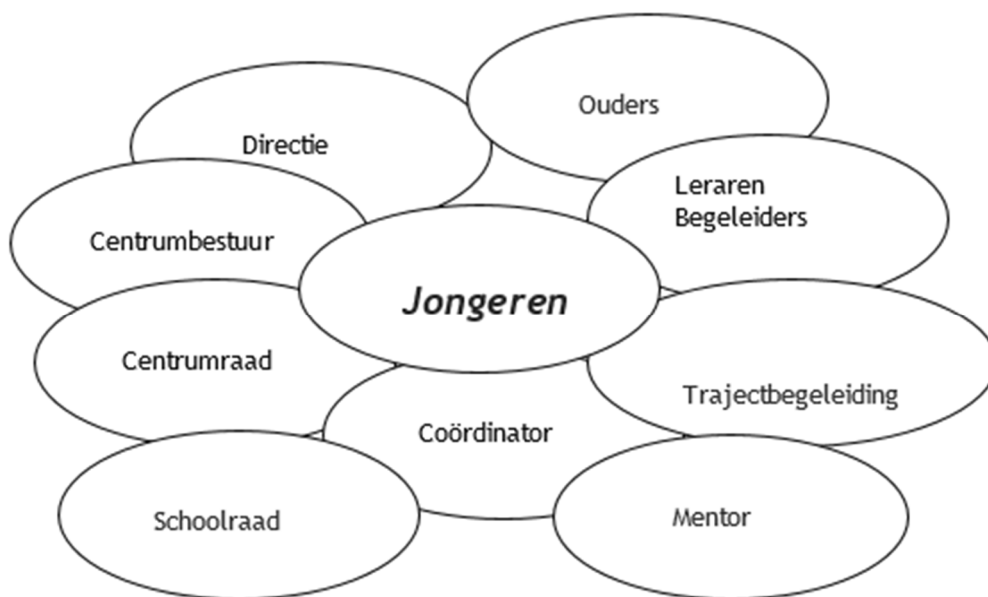 Ouders
Directie
Leraren
Begeleiders
Centrumbestuur
Jongeren
Centrumraad
Trajectbegeleiding
Coördinator
Schoolraad
Mentor